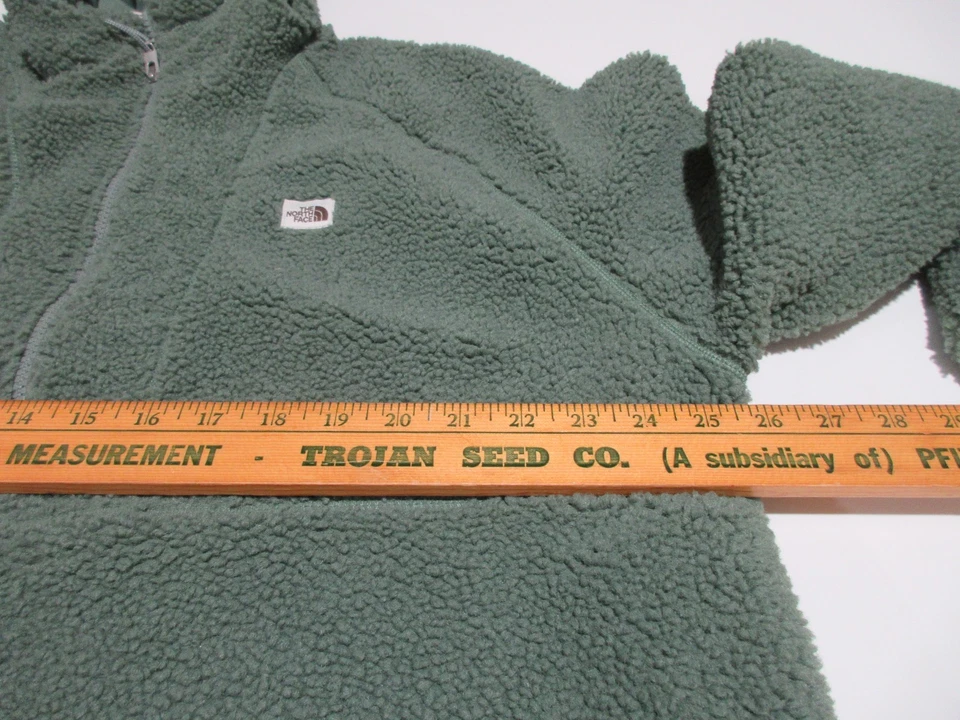 THE
NORTH
FACE
14 15 16 17 18 19 20 21 22 23 24 25 26 27 28
MEASUREMENT - TROJAN SEED CO. (A subsidiary of) PFI